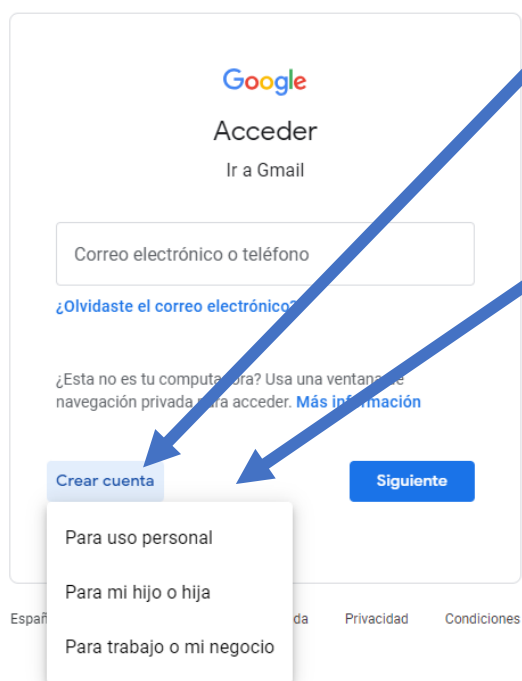 Google
Acceder
Ir a Gmail
Correo electrónico o teléfono
¿Olvidaste el correo electrónico?
¿Esta no es tu computadora? Usa una ventana de
navegación privada para acceder. Más información
Crear cuenta
Siguiente
Para uso personal
Para mi hijo o hija
Para trabajo o mi negocio
Privacidad
Condiciones